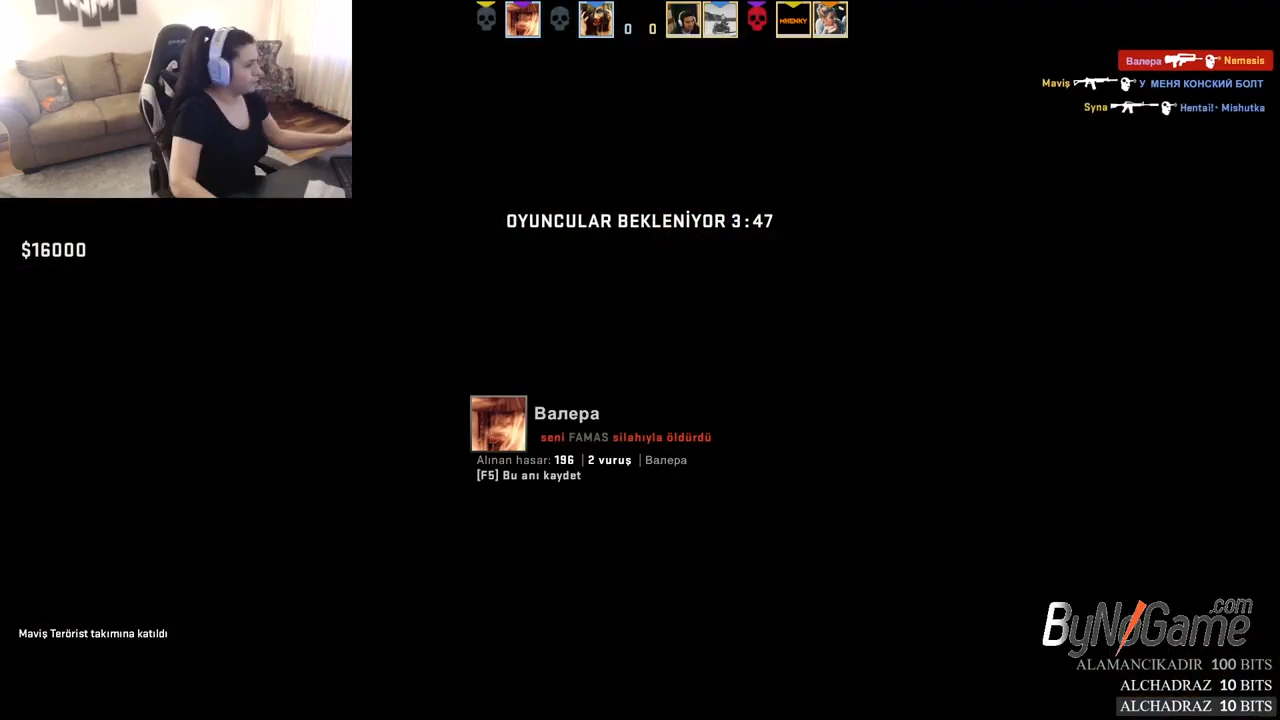 0 0
MHENKY
Валера Nemesis
Maviş У МЕНЯ КОНСКИЙ БОЛТ
Syna Hentai!· Mishutka
OYUNCULAR BEKLENİYOR 3:47
$16000
Валера
seni FAMAS silahıyla öldürdü
Alınan hasar: 196 | 2 vuruş | Валера
[F5] Bu anı kaydet
Maviş Terörist takımına katıldı
ByNoGame.com
ALAMANCIKADIR 100 BITS
ALCHADRAZ 10 BITS
ALCHADRAZ 10 BITS